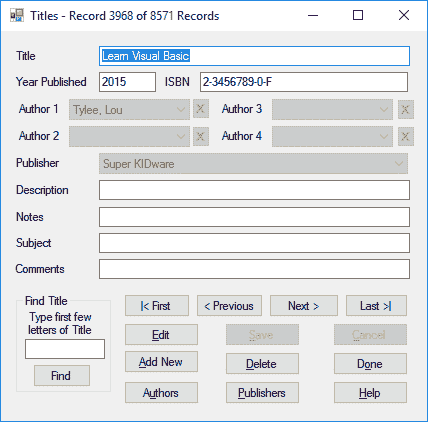 Titles - Record 3968 of 8571 Records
Title Learn Visual Basic
Year Published 2015 ISBN 2-3456789-0-F
Author 1 Tylee, Lou X Author 3 X
Author 2 X Author 4 X
Publisher Super KIDware
Description
Notes
Subject
Comments
Find Title
Type first few
letters of Title
Find
|< First < Previous Next > Last >|
Edit Save Cancel
Add New Delete Done
Authors Publishers Help